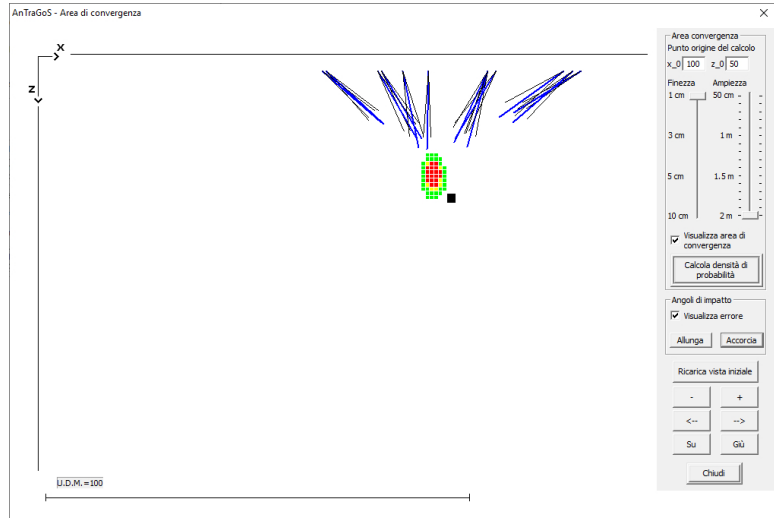 AnTraGoS - Area di convergenza
x
z
Area convergenza
Punto origine del calcolo
x_0 100 z_0 50
Finezza Ampiezza
1 cm 50 cm
3 cm 1 m
5 cm 1.5 m
10 cm 2 m
Visualizza area di
convergenza
Calcola densità di
probabilità
Angoli di impatto
Visualizza errore
Allunga Accorcia
Ricarica vista iniziale
- +
<-- -->
Su Giù
Chiudi
U.D.M.=100